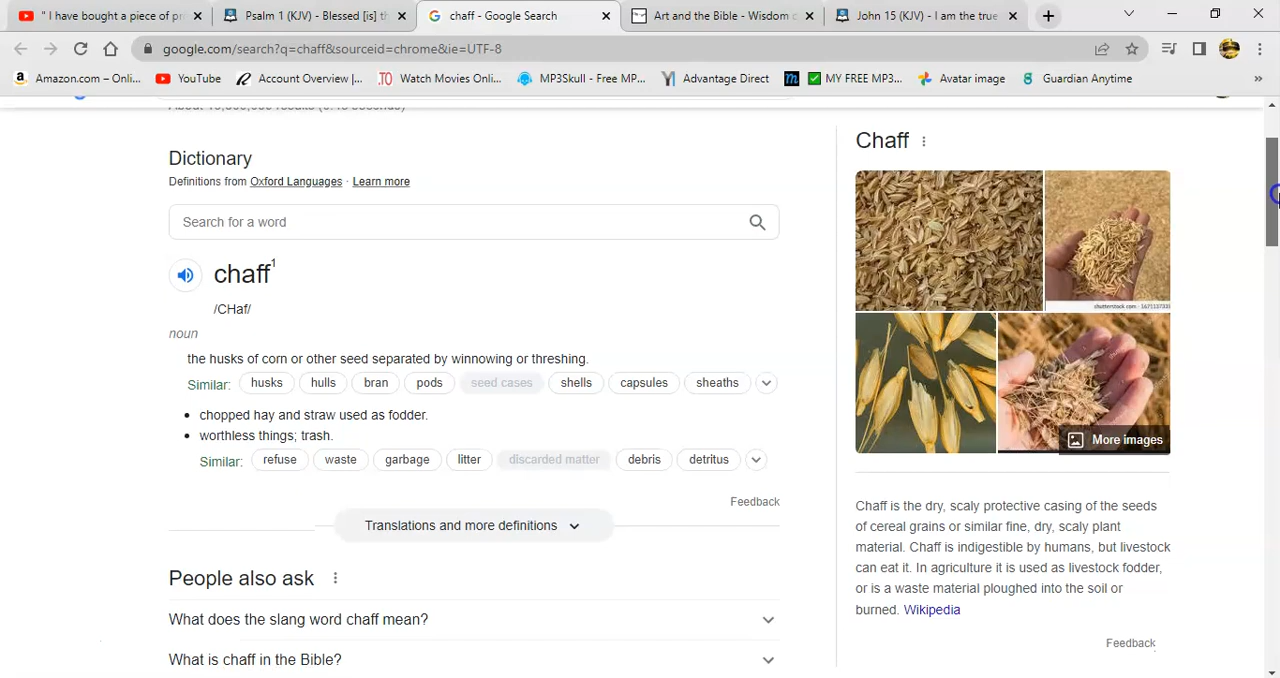 " I have bought a piece of pr
Psalm 1 (KJV) - Blessed [is] th
chaff - Google Search
Art and the Bible - Wisdom
John 15 (KJV) - I am the true
google.com/search?q=chaff&sourceid=chrome&ie=UTF-8
Amazon.com – Onli...
YouTube
Account Overview |...
Watch Movies Onlin...
MP3Skull - Free MP...
Advantage Direct
MY FREE MP3...
Avatar image
Guardian Anytime
Dictionary
Definitions from Oxford Languages · Learn more
Search for a word
chaff1
/CHaf/
noun
the husks of corn or other seed separated by winnowing or threshing.
Similar: husks hulls bran pods seed cases shells capsules sheaths
• chopped hay and straw used as fodder.
• worthless things; trash.
Similar: refuse waste garbage litter discarded matter debris detritus
Feedback
Translations and more definitions
People also ask
What does the slang word chaff mean?
What is chaff in the Bible?
Chaff
More images
Chaff is the dry, scaly protective casing of the seeds
of cereal grains or similar fine, dry, scaly plant
material. Chaff is indigestible by humans, but livestock
can eat it. In agriculture it is used as livestock fodder,
or is a waste material ploughed into the soil or
burned. Wikipedia
Feedback